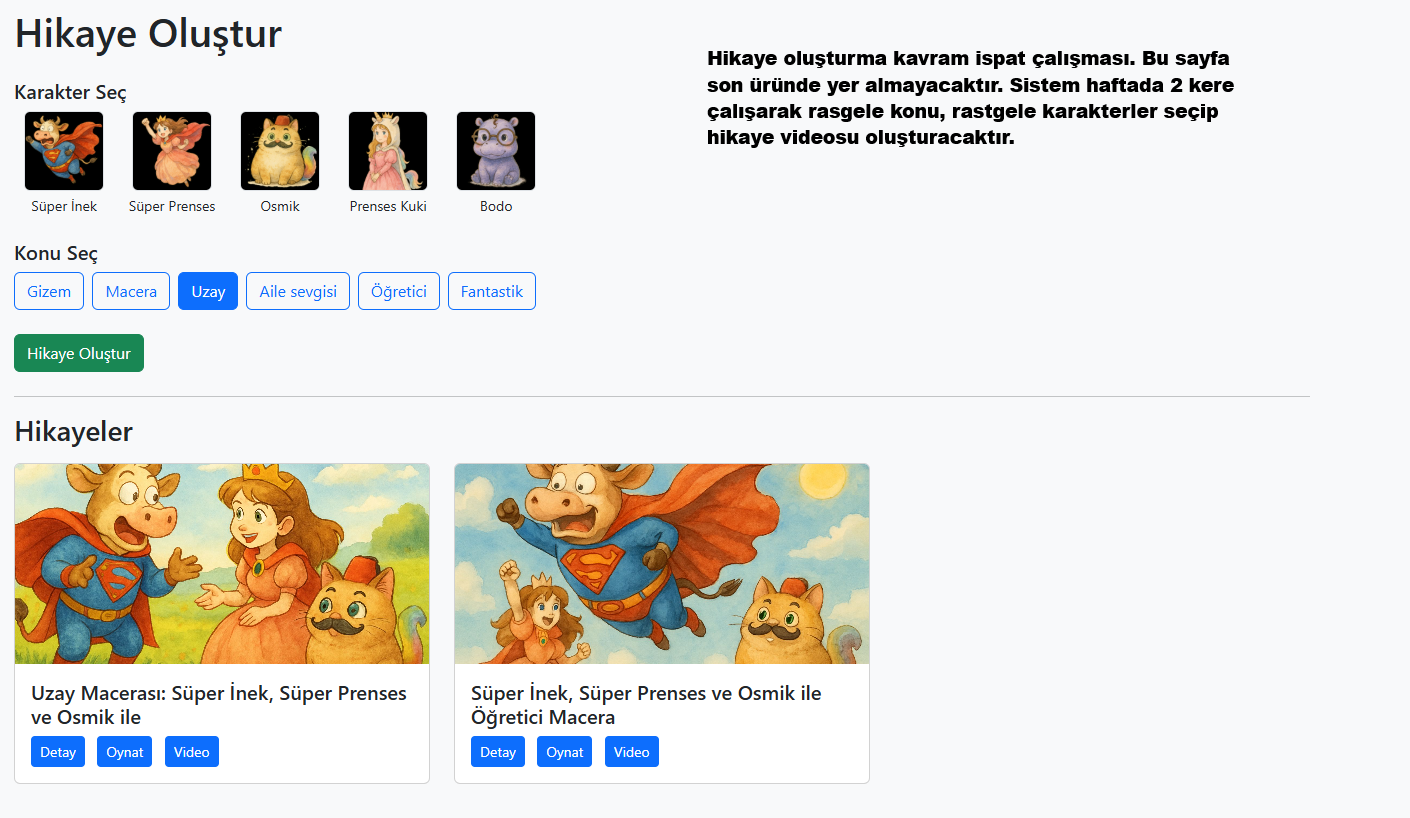 Hikaye Oluştur
Hikaye oluşturma kavram ispat çalışması. Bu sayfa
son üründe yer almayacaktır. Sistem haftada 2 kere
çalışarak rasgele konu, rastgele karakterler seçip
hikaye videosu oluşturacaktır.
Karakter Seç
Süper İnek
Süper Prenses
Osmik
Prenses Kuki
Bodo
Konu Seç
Gizem
Macera
Uzay
Aile sevgisi
Öğretici
Fantastik
Hikaye Oluştur
Hikayeler
Uzay Macerası: Süper İnek, Süper Prenses
ve Osmik ile
Detay
Oynat
Video
Süper İnek, Süper Prenses ve Osmik ile
Öğretici Macera
Detay
Oynat
Video